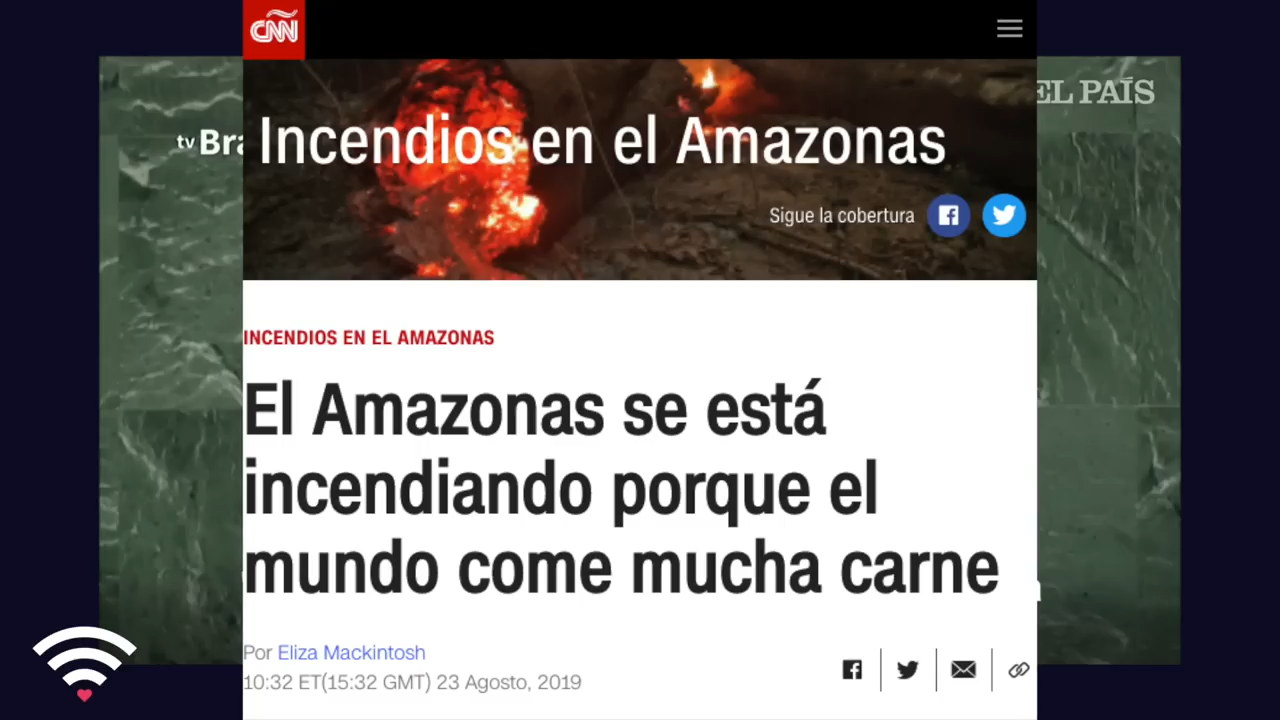 CNN
EL PAÍS
tv Bra
Incendios en el Amazonas
Sigue la cobertura
INCENDIOS EN EL AMAZONAS
El Amazonas se está
incendiando porque el
mundo come mucha carne
Por Eliza Mackintosh
10:32 ET(15:32 GMT) 23 Agosto, 2019